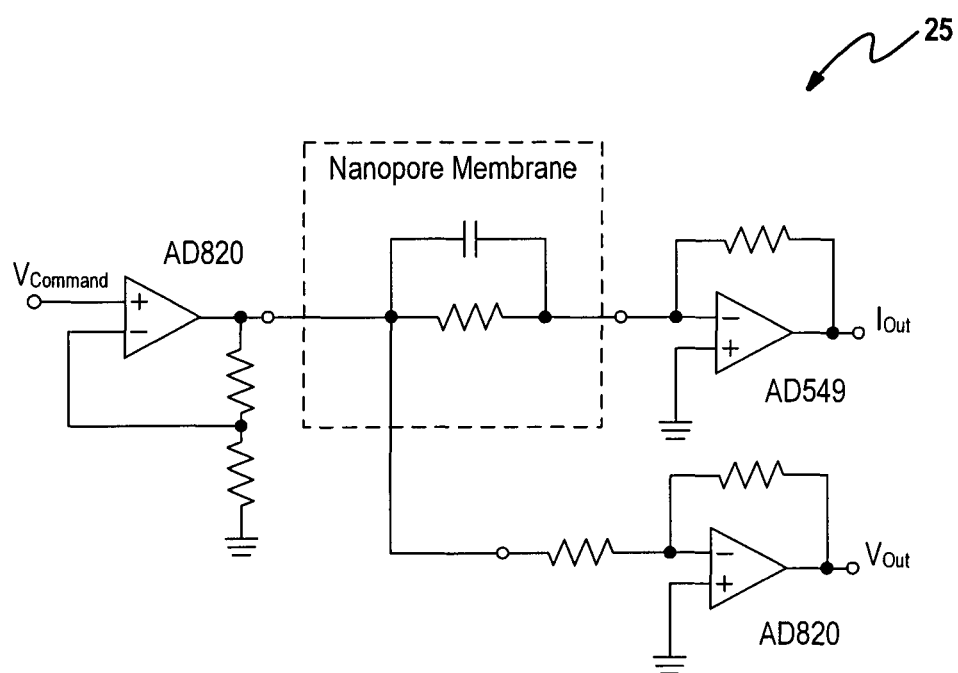 25
Nanopore Membrane
AD820
VCommand
+
−
−
+
IOut
AD549
−
+
VOut
AD820